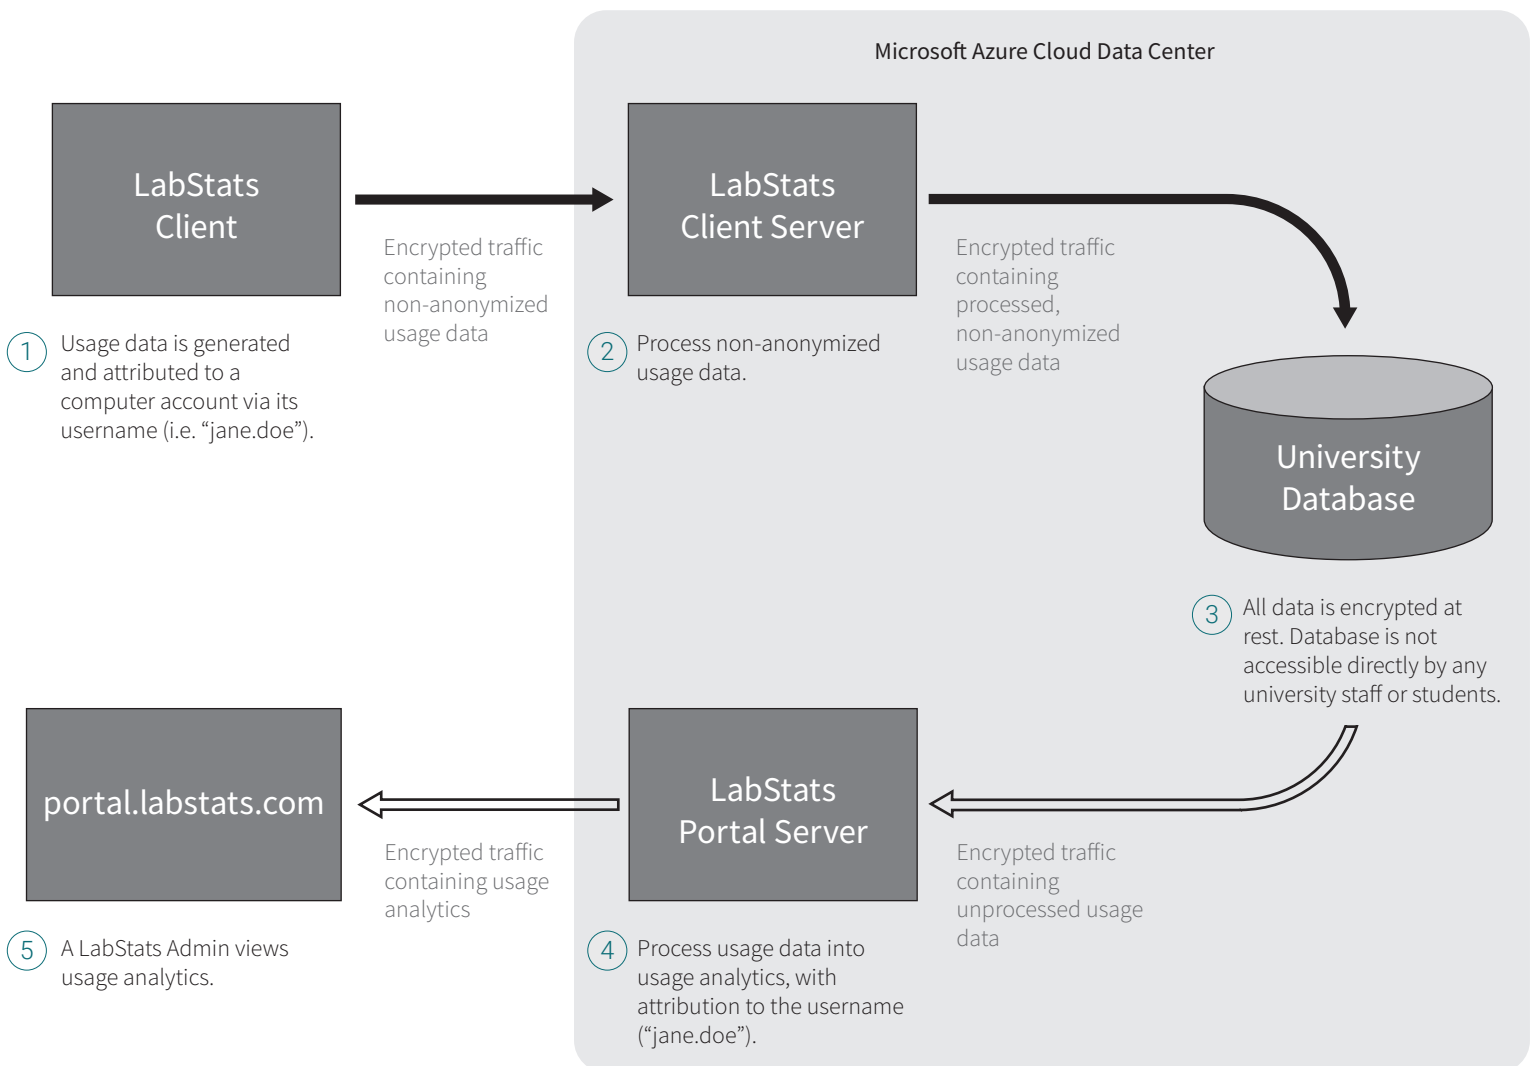 Microsoft Azure Cloud Data Center
LabStats
Client
Encrypted traffic
containing
non-anonymized
usage data
LabStats
Client Server
Encrypted traffic
containing
processed,
non-anonymized
usage data
1
Usage data is generated
and attributed to a
computer account via its
username (i.e. “jane.doe”).
2
Process non-anonymized
usage data.
University
Database
3
All data is encrypted at
rest. Database is not
accessible directly by any
university staff or students.
portal.labstats.com
Encrypted traffic
containing usage
analytics
LabStats
Portal Server
Encrypted traffic
containing
unprocessed usage
data
5
A LabStats Admin views
usage analytics.
4
Process usage data into
usage analytics, with
attribution to the username
(“jane.doe”).